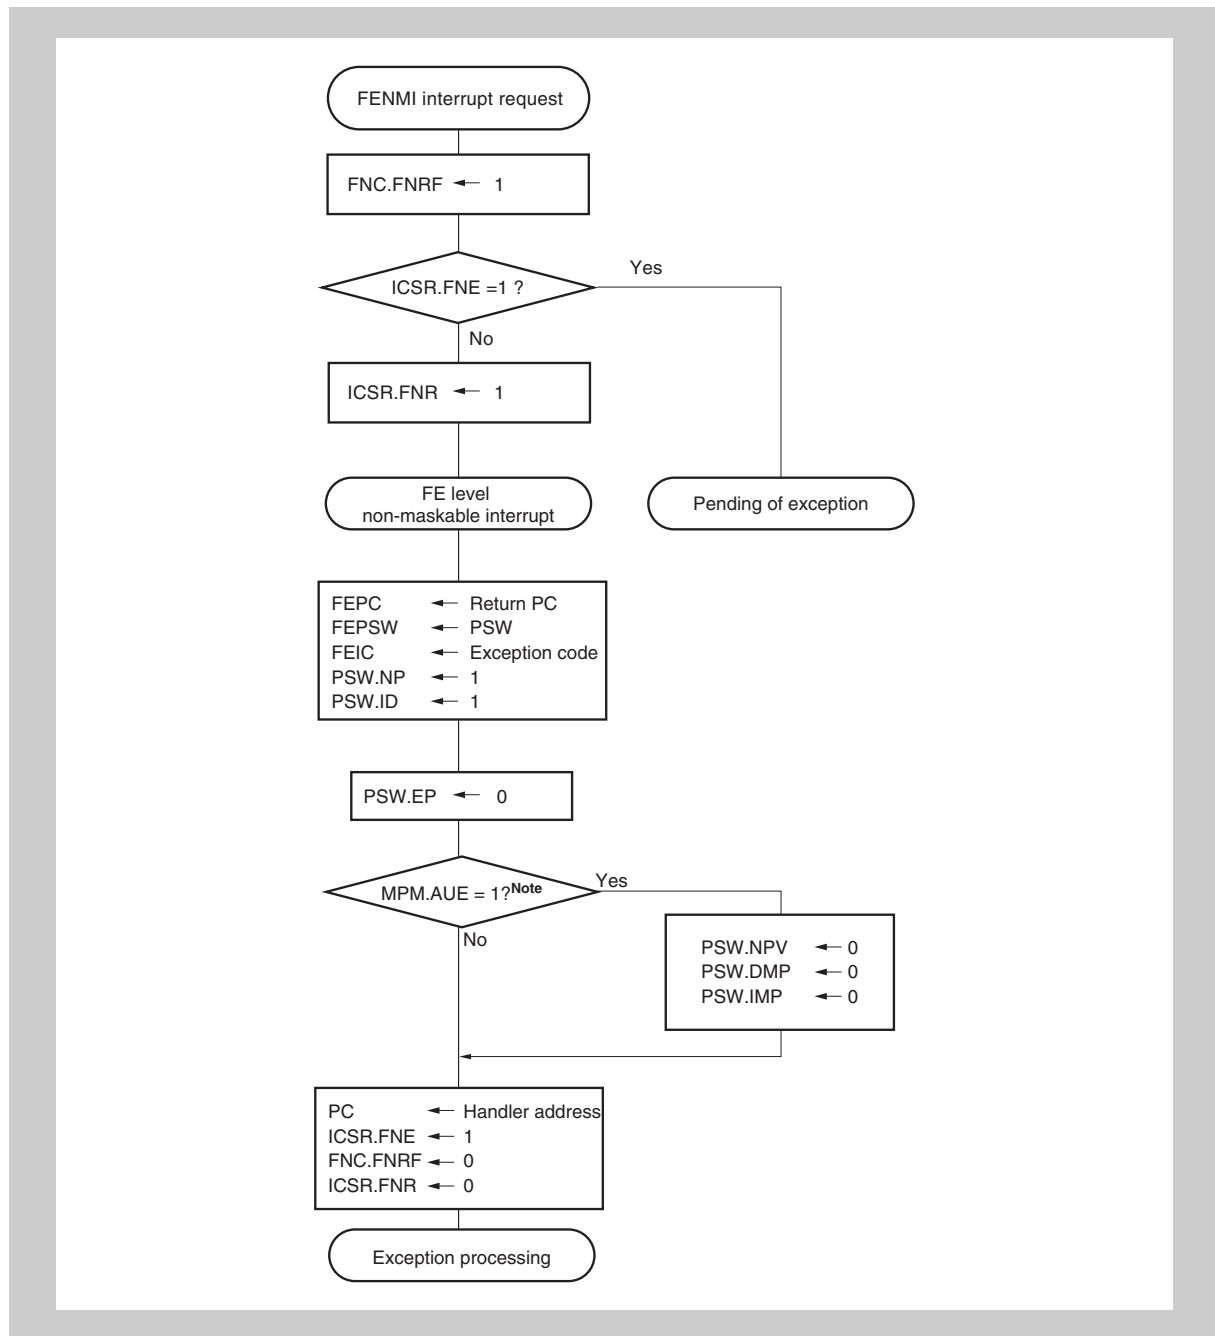 FENMI interrupt request
FNC.FNRF ← 1
ICSR.FNE =1 ?
Yes
No
ICSR.FNR ← 1
FE level
non-maskable interrupt
Pending of exception
FEPC ← Return PC
FEPSW ← PSW
FEIC ← Exception code
PSW.NP ← 1
PSW.ID ← 1
PSW.EP ← 0
MPM.AUE = 1?Note
Yes
No
PSW.NPV ← 0
PSW.DMP ← 0
PSW.IMP ← 0
PC ← Handler address
ICSR.FNE ← 1
FNC.FNRF ← 0
ICSR.FNR ← 0
Exception processing